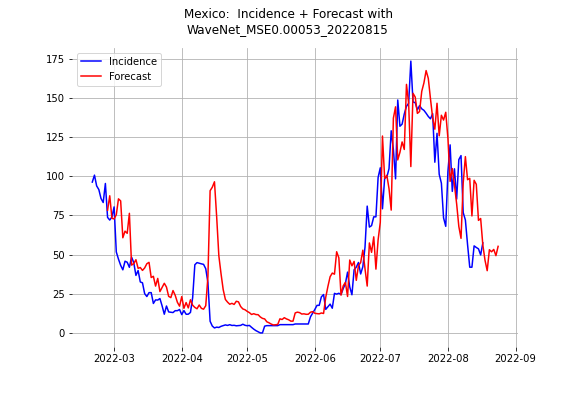 Mexico:  Incidence + Forecast with
WaveNet_MSE0.00053_20220815
Incidence
Forecast
175
150
125
100
75
50
25
0
2022-03 2022-04 2022-05 2022-06 2022-07 2022-08 2022-09